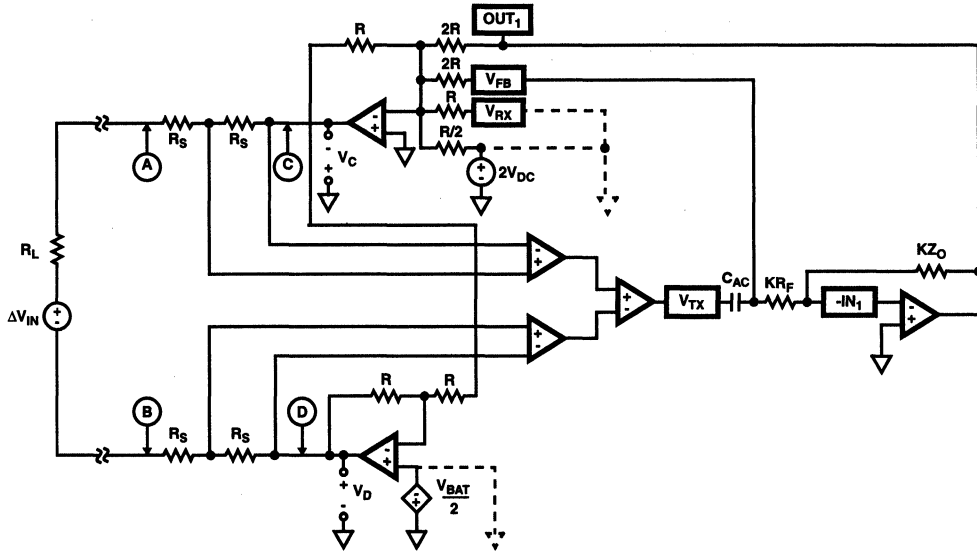 OUT1
R
2R
2R
VFB
R
VRX
R/2
RS
RS
A
C
- + VC
- +
+ - 2VDC
RL
- +
KZO
CAC
KRF
ΔVIN
+ -
+ -
VTX
-IN1
- +
+ -
R
R
B
D
RS
RS
- +
+ - VD
- +
VBAT
2